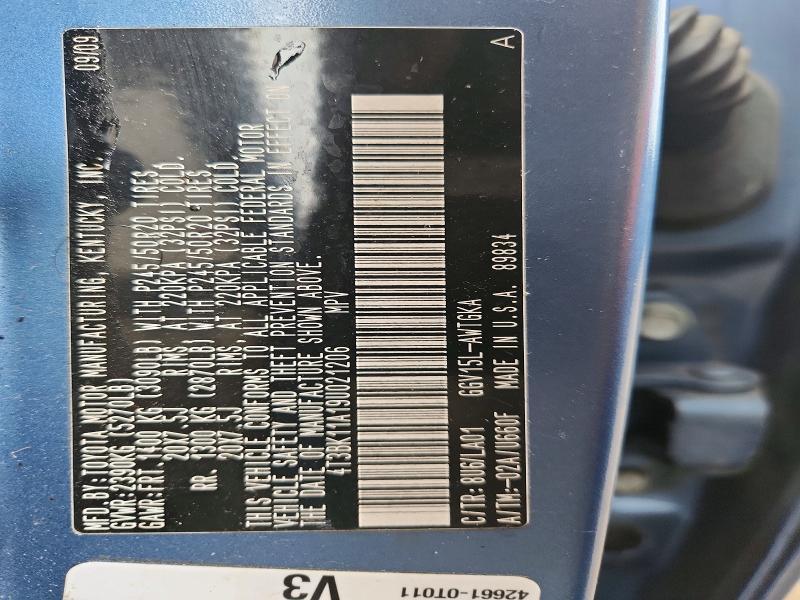 MFD.BY:TOYOTA MOTOR MANUFACTURING, KENTUCKY, INC. 09/09
GVWR:2390KG (5270LB)
GAWR:FRT.1400 KG (3090LB) WITH P245/50R20 TIRES,
20X7.5J RIMS, AT 220KPA (32PSI) COLD.
RR. 1300 KG (2870LB) WITH P245/50R20 TIRES,
20X7.5J RIMS, AT 220KPA (32PSI) COLD.
THIS VEHICLE CONFORMS TO ALL APPLICABLE FEDERAL MOTOR
VEHICLE SAFETY AND THEFT PREVENTION STANDARDS IN EFFECT ON
THE DATE OF MANUFACTURE SHOWN ABOVE.
4T3BK11A19U021206 MPV
C/TR:8U6/LA01 GGV15L-AWTGKA A
A/TM:-02A/U660F MADE IN U.S.A. 89834
V3
42661-0T011